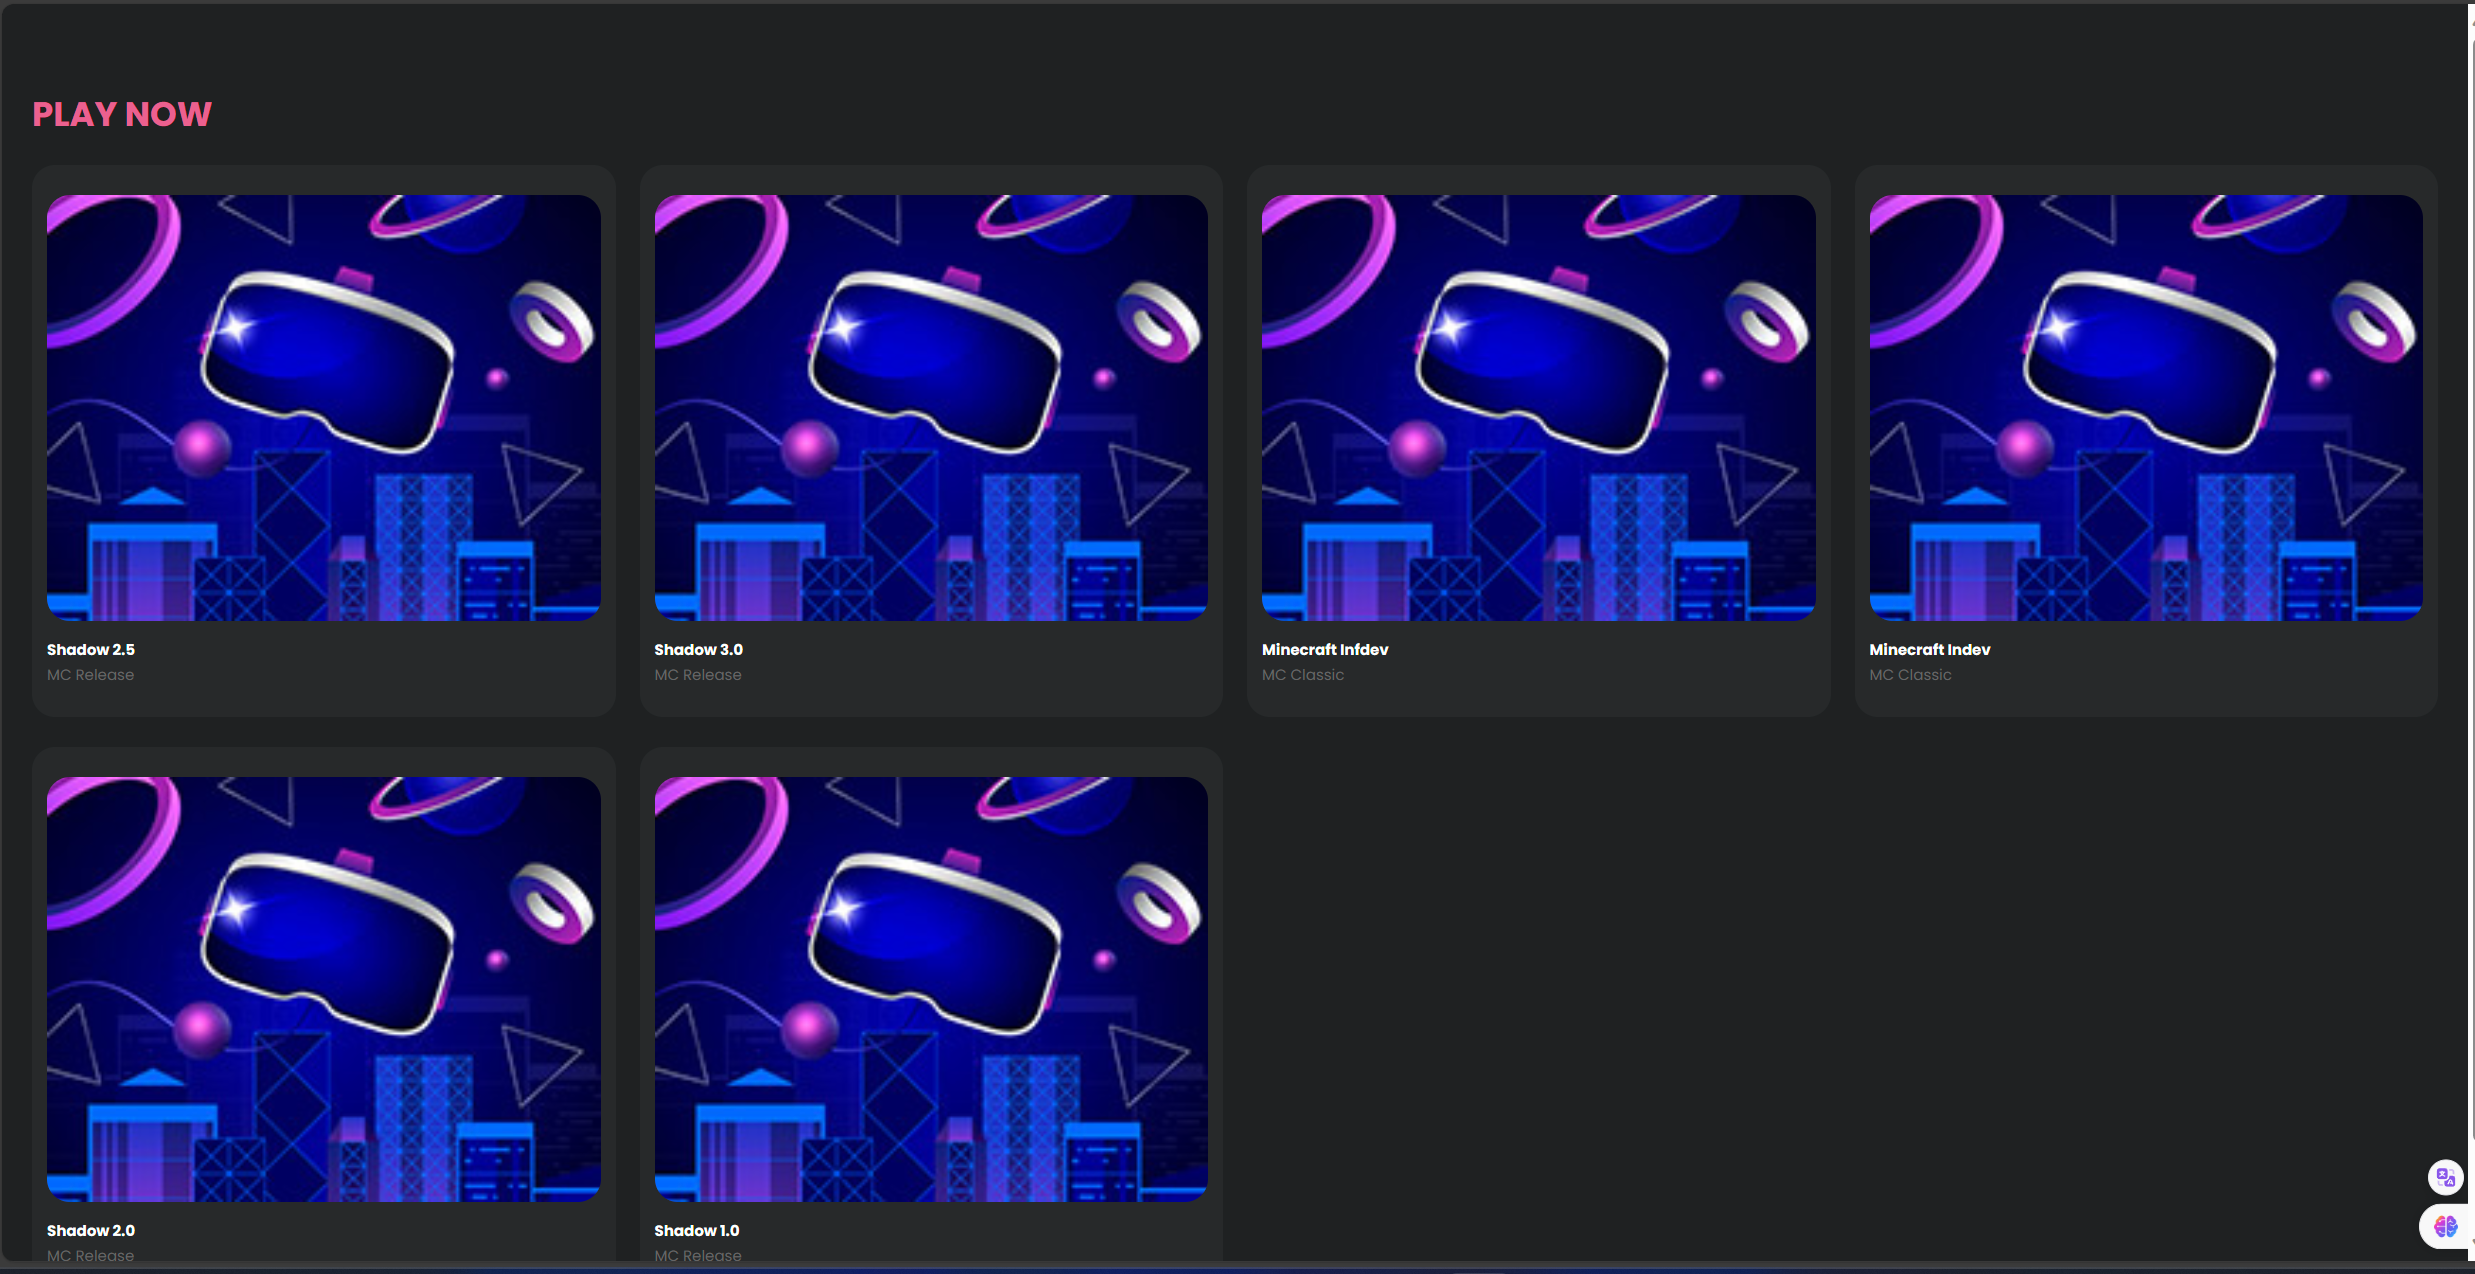 PLAY NOW
Shadow 2.5
MC Release
Shadow 3.0
MC Release
Minecraft Infdev
MC Classic
Minecraft Indev
MC Classic
Shadow 2.0
MC Release
Shadow 1.0
MC Release